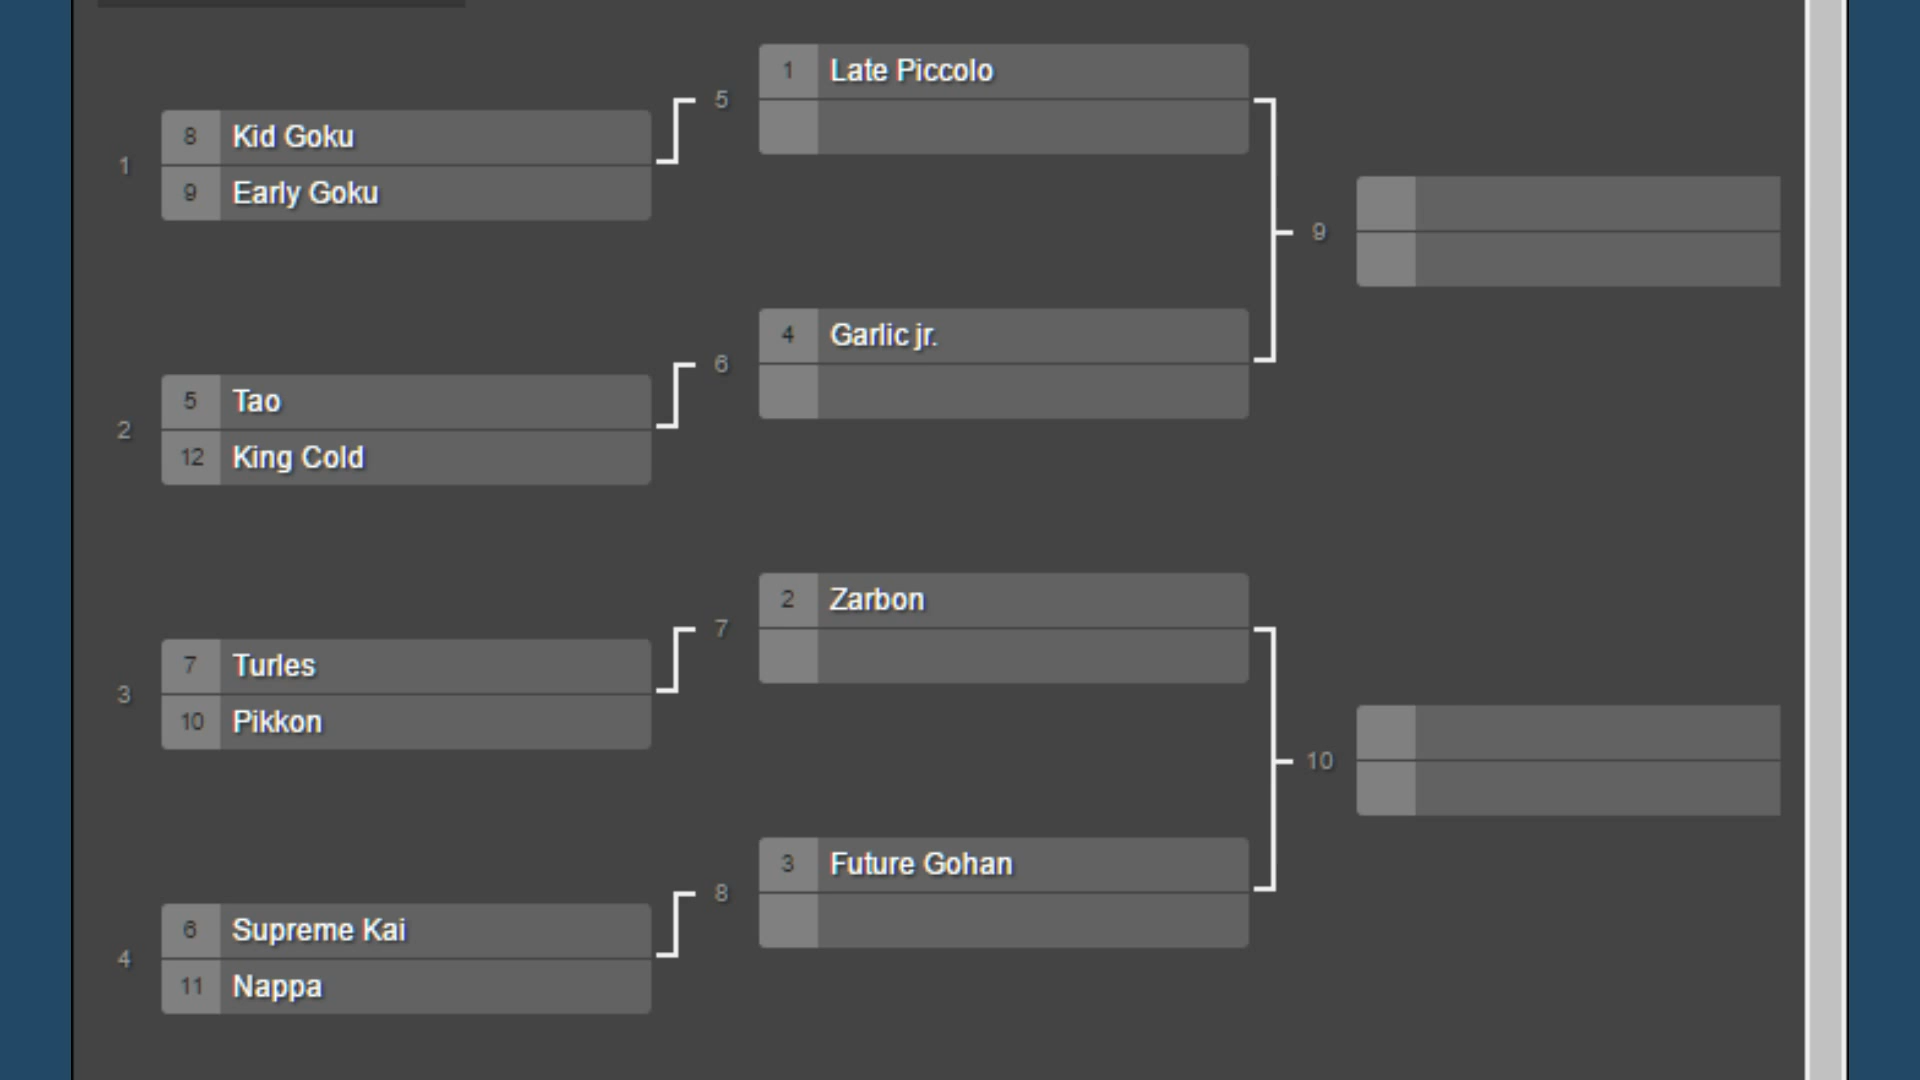 1 Late Piccolo
5
8 Kid Goku
1
9 Early Goku
9
4 Garlic jr.
6
5 Tao
2
12 King Cold
2 Zarbon
7
7 Turles
3
10 Pikkon
10
3 Future Gohan
8
6 Supreme Kai
4
11 Nappa